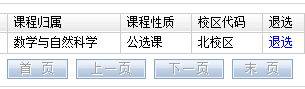 课程归属 课程性质 校区代码 退选
数学与自然科学 公选课 北校区 退选
首 页 上一页 下一页 末 页